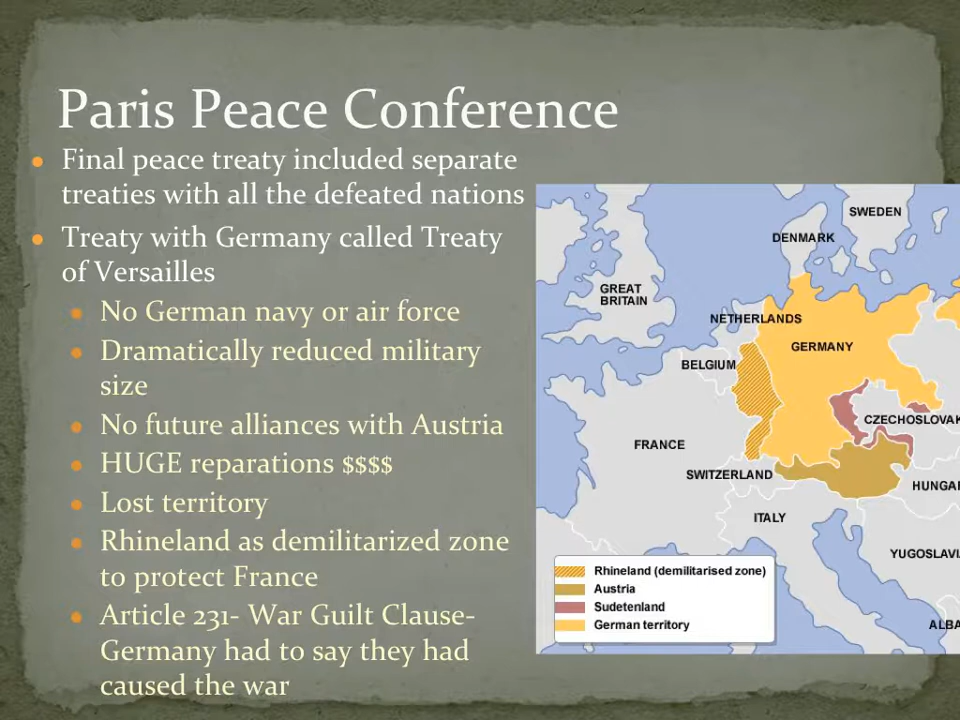 Paris Peace Conference
Final peace treaty included separate
treaties with all the defeated nations
Treaty with Germany called Treaty
of Versailles
No German navy or air force
Dramatically reduced military
size
No future alliances with Austria
HUGE reparations $$$$
Lost territory
Rhineland as demilitarized zone
to protect France
Article 231- War Guilt Clause-
Germany had to say they had
caused the war
SWEDEN
DENMARK
GREAT
BRITAIN
NETHERLANDS
GERMANY
BELGIUM
CZECHOSLOVAK
FRANCE
SWITZERLAND
HUNGA
ITALY
YUGOSLAVI
ALBA
Rhineland (demilitarised zone)
Austria
Sudetenland
German territory